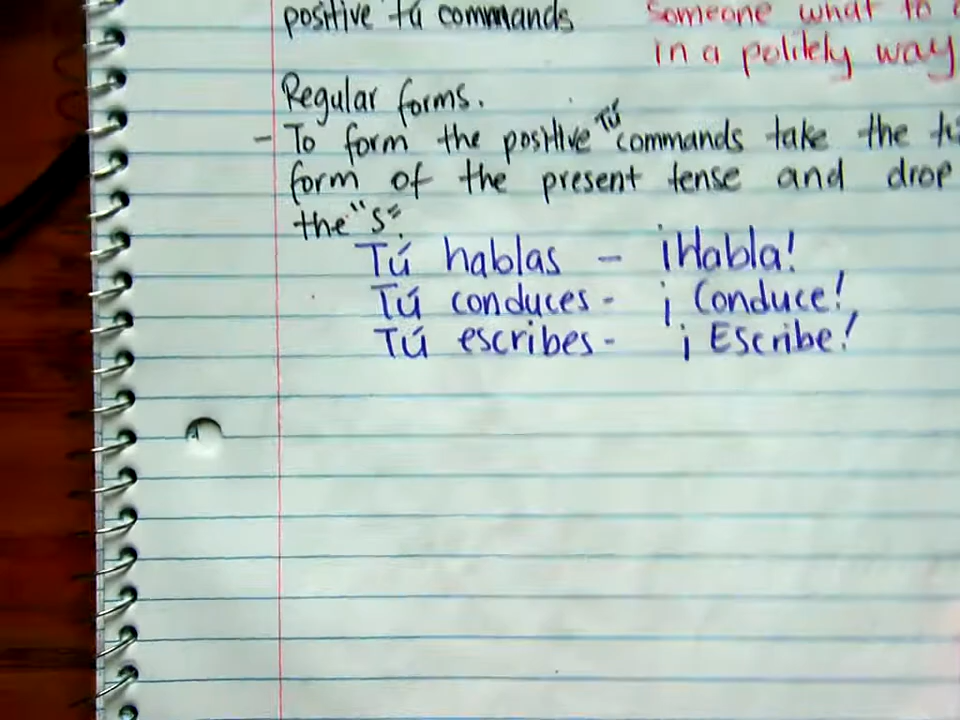 positive tú commands someone what to
in a politely way
Regular forms.
- To form the positive Tú commands take the
form of the present tense and drop
the "s".
Tú hablas - ¡Habla!
Tú conduces - ¡Conduce!
Tú escribes - ¡Escribe!